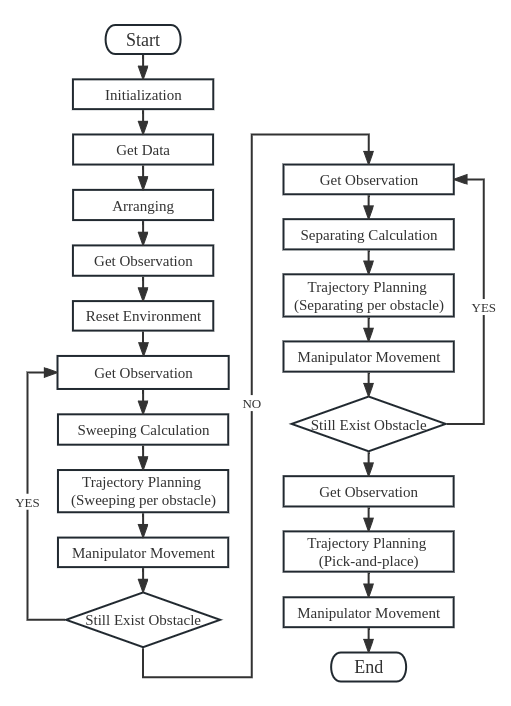 Start
Initialization
Get Data
Arranging
Get Observation
Reset Environment
Get Observation
Sweeping Calculation
Trajectory Planning
(Sweeping per obstacle)
Manipulator Movement
Still Exist Obstacle
YES
NO
Get Observation
Separating Calculation
Trajectory Planning
(Separating per obstacle)
Manipulator Movement
Still Exist Obstacle
YES
Get Observation
Trajectory Planning
(Pick-and-place)
Manipulator Movement
End